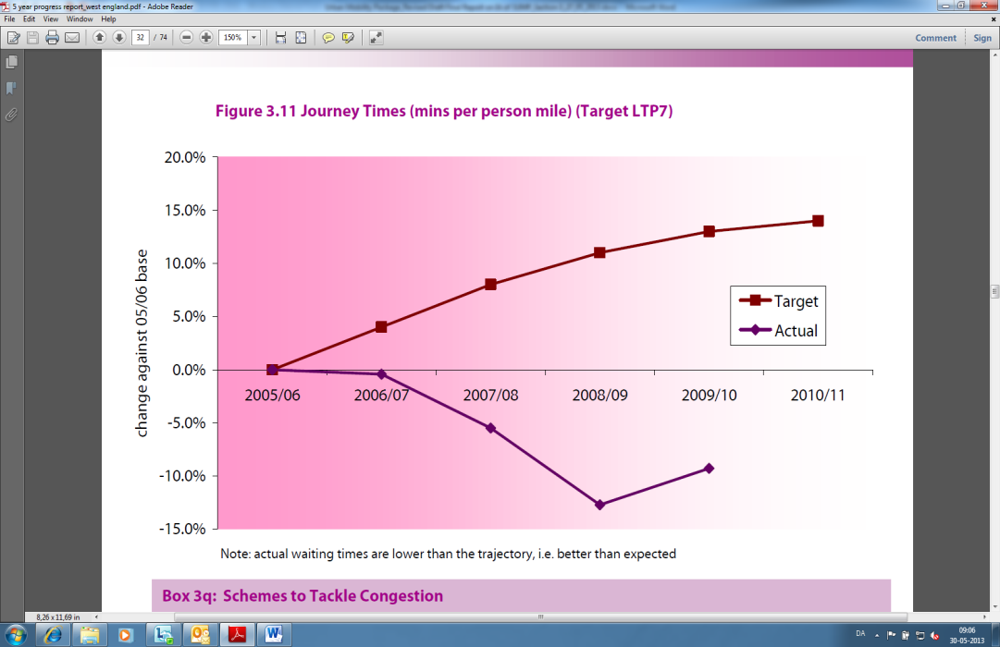 5 year progress report_west england.pdf - Adobe Reader
File Edit View Window Help
32 / 74 150% Comment Sign
Figure 3.11 Journey Times (mins per person mile) (Target LTP7)
change against 05/06 base
20.0%
15.0%
10.0%
5.0%
0.0%
-5.0%
-10.0%
-15.0%
2005/06 2006/07 2007/08 2008/09 2009/10 2010/11
Target
Actual
Note: actual waiting times are lower than the trajectory, i.e. better than expected
Box 3q: Schemes to Tackle Congestion
8,26 x 11,69 in
DA
09:06
30-05-2013